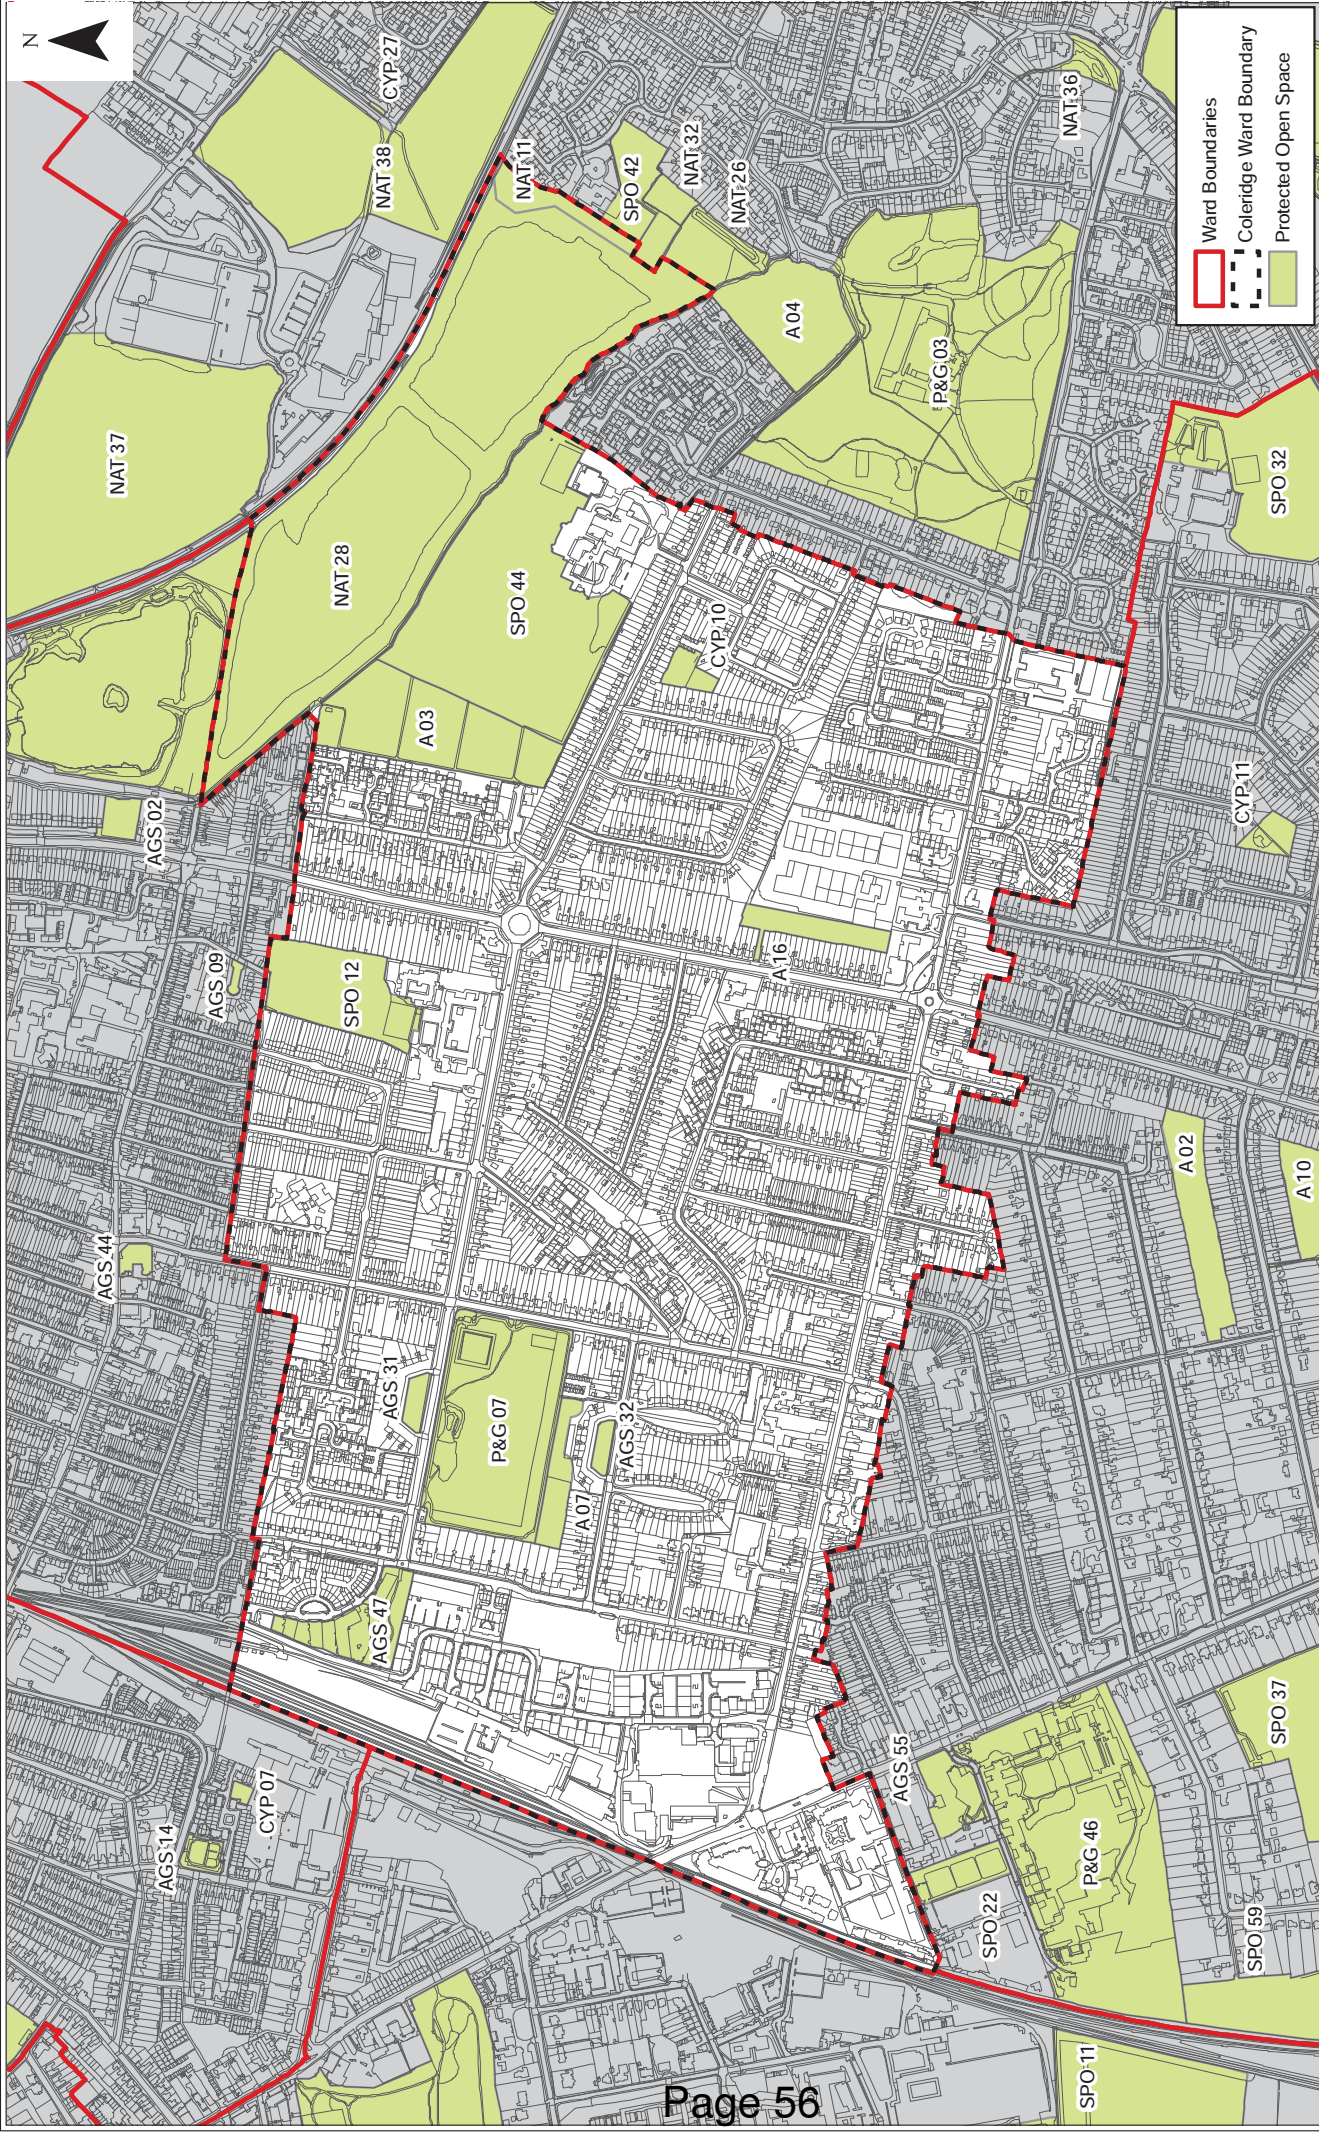 N
CYP 27
NAT 38
NAT 11
SPO 42
NAT 32
NAT 26
NAT 36
NAT 37
A 04
P&G 03
NAT 28
SPO 44
SPO 32
CYP 10
A 03
AGS 02
CYP 11
AGS 09
SPO 12
A 16
A 02
A 10
AGS 44
AGS 31
P&G 07
AGS 32
A 07
AGS 47
CYP 07
AGS 14
AGS 55
SPO 37
P&G 46
SPO 22
SPO 59
SPO 11
Ward Boundaries
Coleridge Ward Boundary
Protected Open Space
Page 56